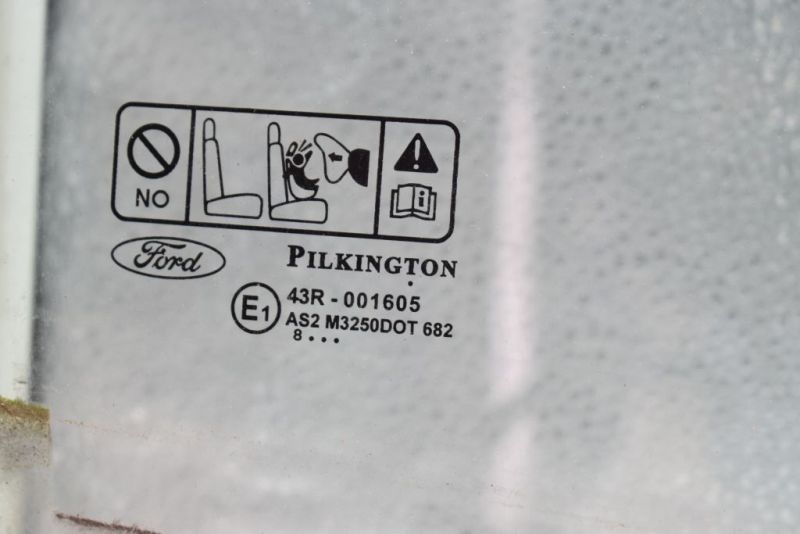 NO
Ford
PILKINGTON
E1
43R - 001605
AS2 M3250DOT 682
8...